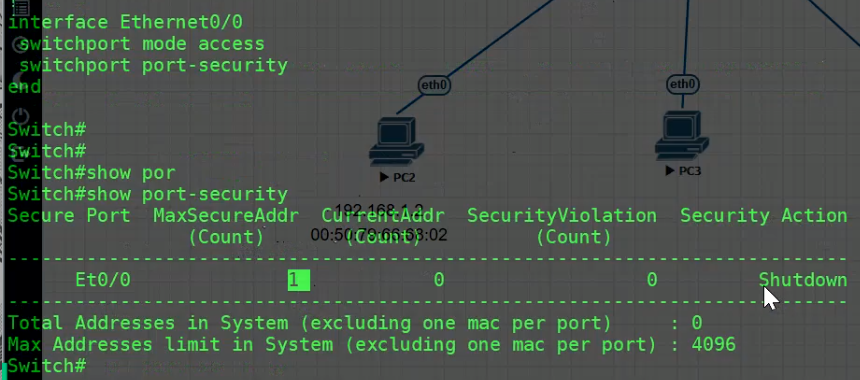 interface Ethernet0/0
switchport mode access
switchport port-security
end
eth0
eth0
Switch#
Switch#
PC2
PC3
Switch#show por
Switch#show port-security
192.168.1.2
Secure Port MaxSecureAddr CurrentAddr SecurityViolation Security Action
(Count) (Count) (Count)
00:50:79:66:68:02
---------------------------------------------------------------------------
Et0/0 1 0 0 Shutdown
---------------------------------------------------------------------------
Total Addresses in System (excluding one mac per port) : 0
Max Addresses limit in System (excluding one mac per port) : 4096
Switch#